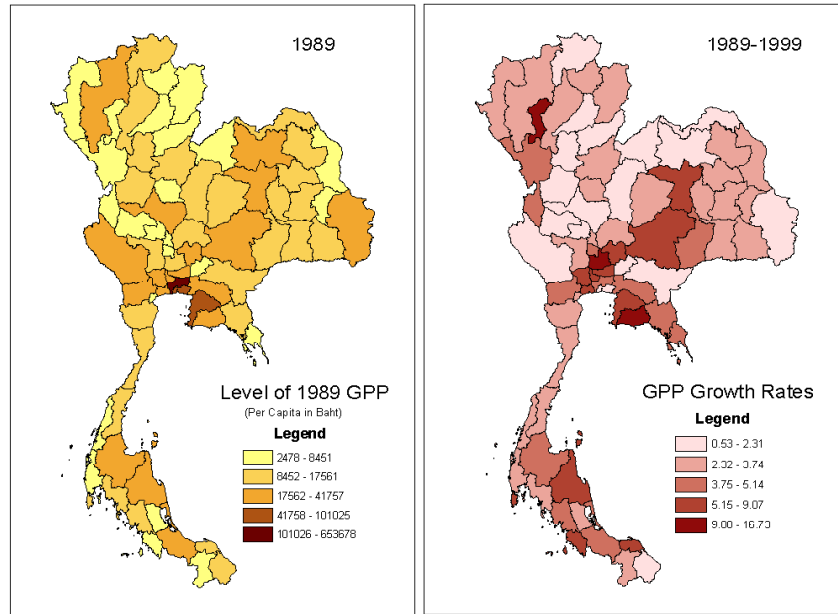 1989
Level of 1989 GPP
(Per Capita in Baht)
Legend
2478 - 8451
8452 - 17561
17562 - 41757
41758 - 101025
101026 - 653678
1989-1999
GPP Growth Rates
Legend
0.53 - 2.31
2.32 - 3.74
3.75 - 5.14
5.15 - 9.07
9.08 - 16.73